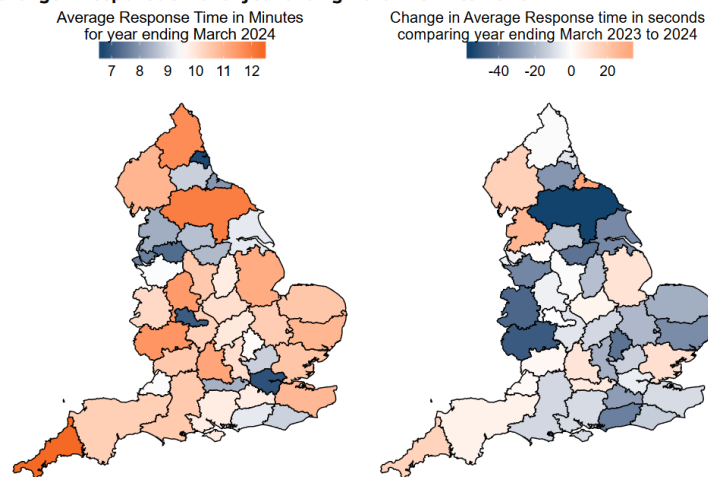 Average Response Time in Minutes
for year ending March 2024
7 8 9 10 11 12
Change in Average Response time in seconds
comparing year ending March 2023 to 2024
-40 -20 0 20